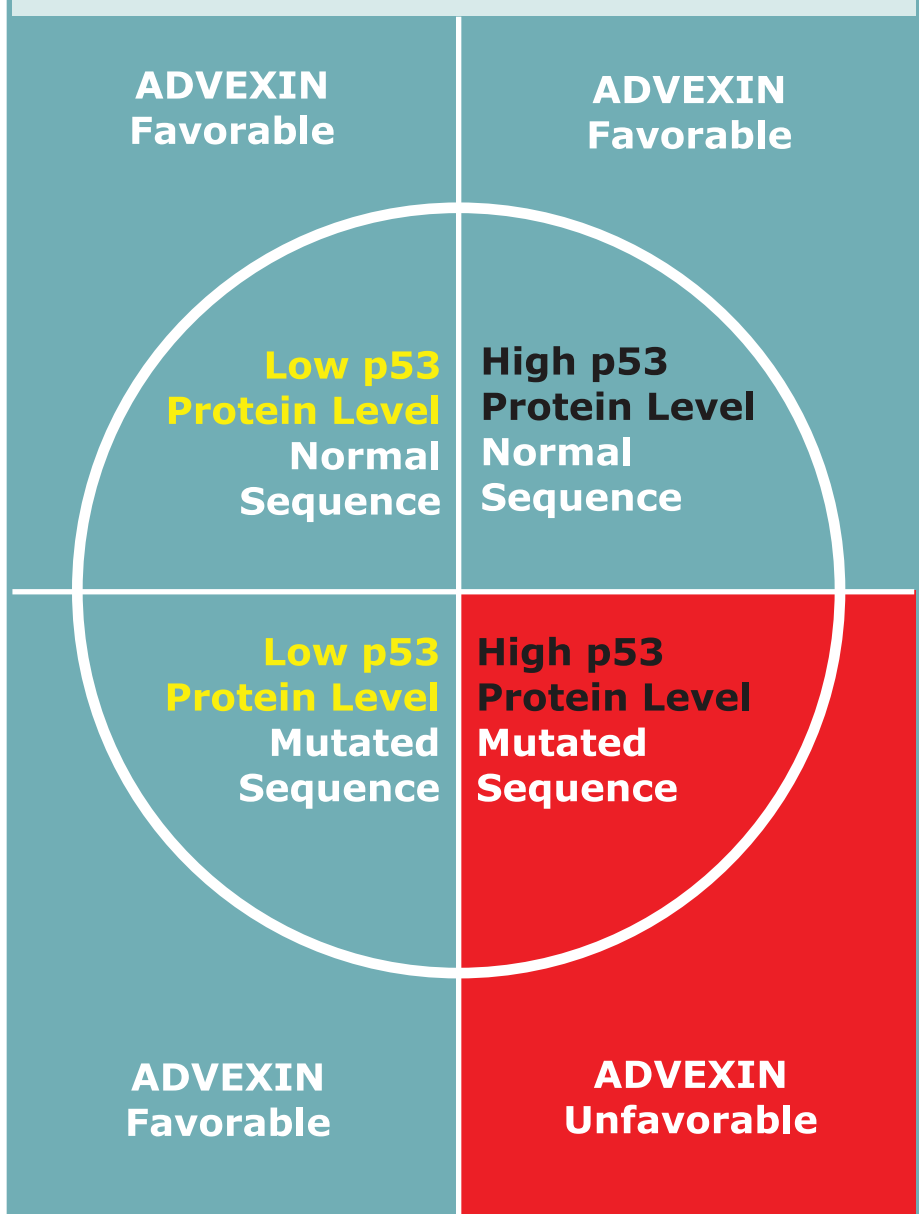 ADVEXIN
Favorable
ADVEXIN
Favorable
Low p53
Protein Level
Normal
Sequence
High p53
Protein Level
Normal
Sequence
Low p53
Protein Level
Mutated
Sequence
High p53
Protein Level
Mutated
Sequence
ADVEXIN
Favorable
ADVEXIN
Unfavorable